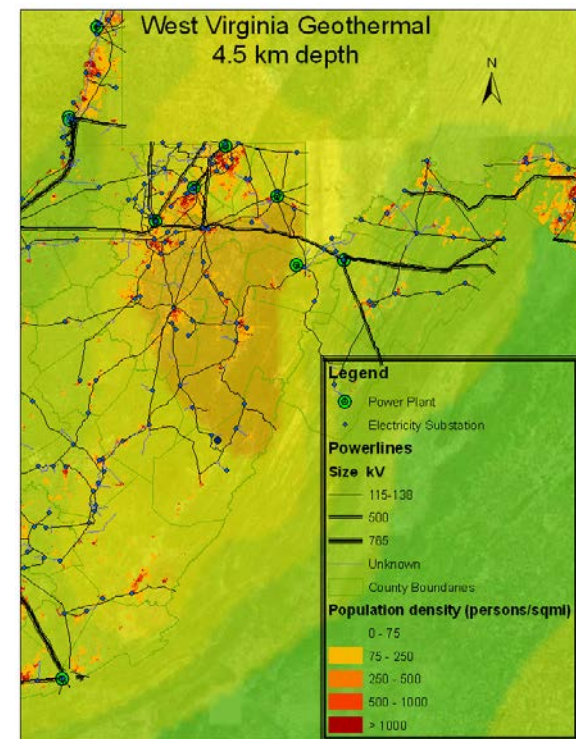 West Virginia Geothermal
4.5 km depth
N
Legend
Power Plant
Electricity Substation
Powerlines
Size kV
115-138
500
765
Unknown
County Boundaries
Population density (persons/sqmi)
0 - 75
75 - 250
250 - 500
500 - 1000
> 1000